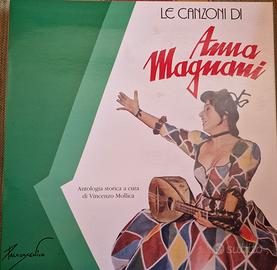 LE CANZONI DI
Anna
Magnani
Antologia storica a cura
di Vincenzo Mollica